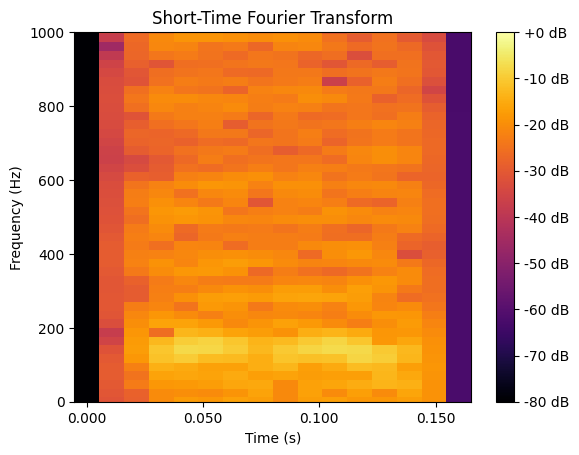 Short-Time Fourier Transform
Frequency (Hz)
1000
800
600
400
200
0
0.000
0.050
0.100
0.150
Time (s)
+0 dB
-10 dB
-20 dB
-30 dB
-40 dB
-50 dB
-60 dB
-70 dB
-80 dB